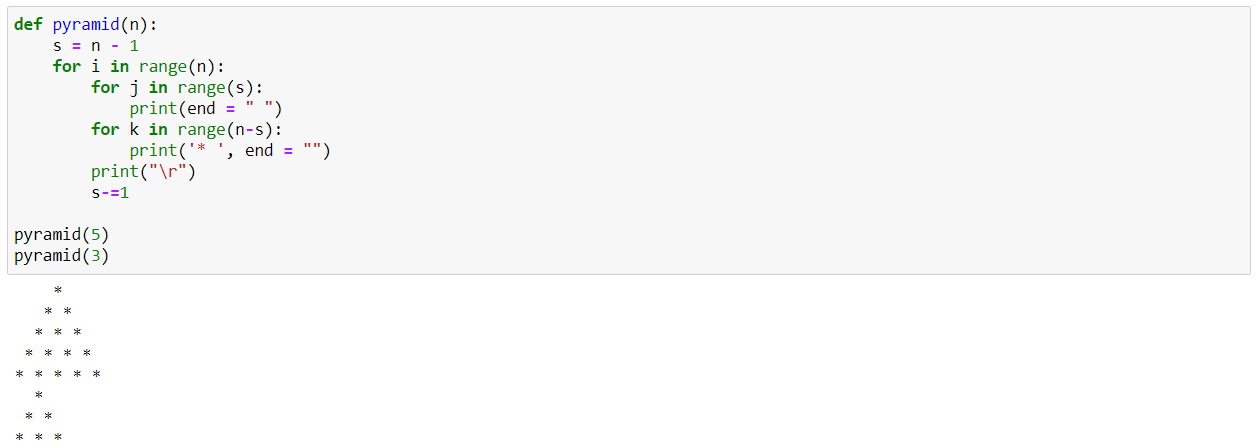 def pyramid(n):
    s = n - 1
    for i in range(n):
        for j in range(s):
            print(end = " ")
        for k in range(n-s):
            print('* ', end = "")
        print("\r")
        s-=1

pyramid(5)
pyramid(3)
    *
   * *
  * * *
 * * * *
* * * * *
  *
 * *
* * *